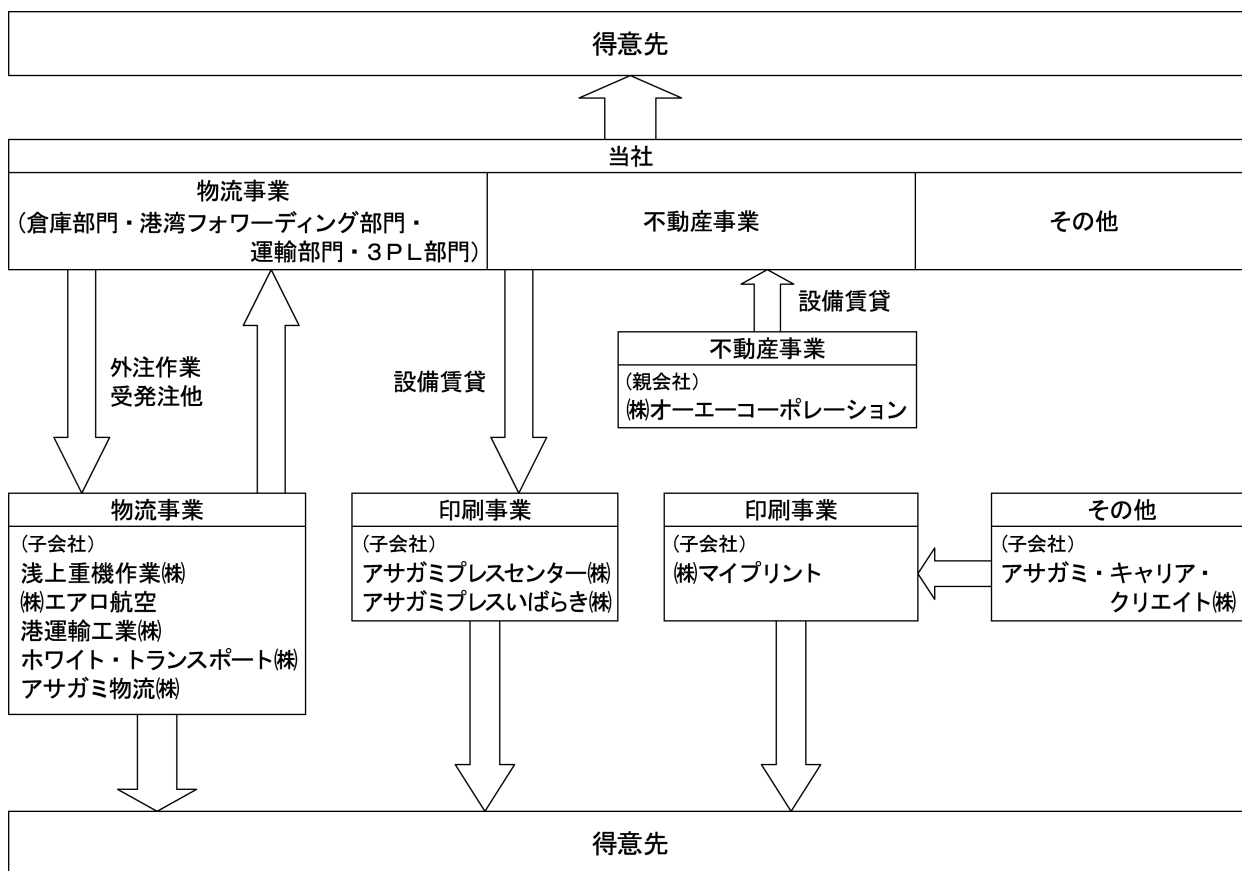 得意先
当社
物流事業
(倉庫部門・港湾フォワーディング部門・
運輸部門・3PL部門)
不動産事業
その他
外注作業
受発注他
設備賃貸
設備賃貸
不動産事業
(親会社)
㈱オーエーコーポレーション
物流事業
(子会社)
浅上重機作業㈱
㈱エアロ航空
港運輸工業㈱
ホワイト・トランスポート㈱
アサガミ物流㈱
印刷事業
(子会社)
アサガミプレスセンター㈱
アサガミプレスいばらき㈱
印刷事業
(子会社)
㈱マイプリント
その他
(子会社)
アサガミ・キャリア・
クリエイト㈱
得意先